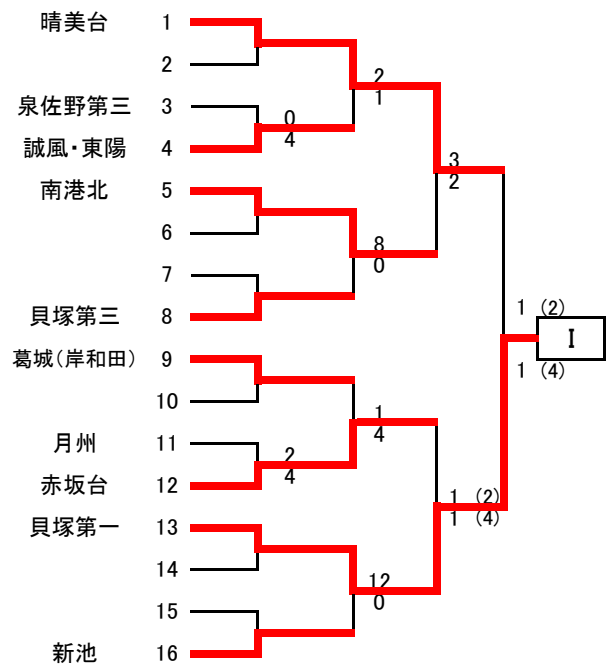 晴美台 1
2
2
1
泉佐野第三 3
0
4
誠風・東陽 4
3
2
南港北 5
6
8
0
7
貝塚第三 8
1 (2)
I
1 (4)
葛城(岸和田) 9
10
1
4
月州 11
2
4
赤坂台 12
1 (2)
1 (4)
貝塚第一 13
14
12
0
15
新池 16